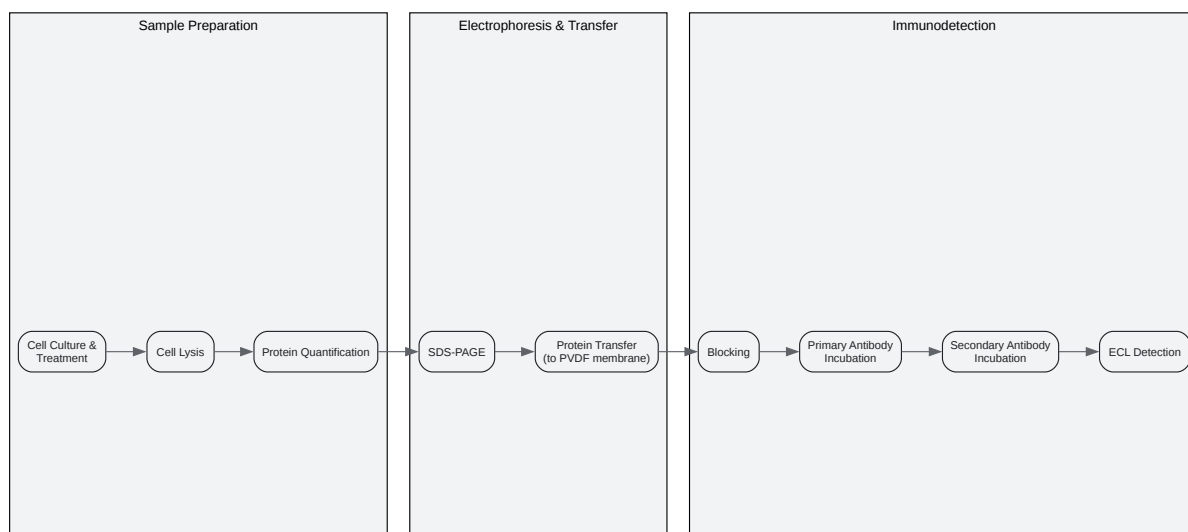 Sample Preparation
Electrophoresis & Transfer
Immunodetection
Cell Culture &
Treatment
Cell Lysis
Protein Quantification
SDS-PAGE
Protein Transfer
(to PVDF membrane)
Blocking
Primary Antibody
Incubation
Secondary Antibody
Incubation
ECL Detection